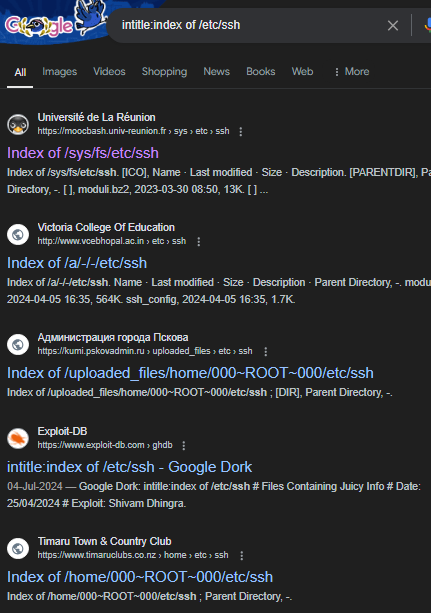 Google
intitle:index of /etc/ssh
All Images Videos Shopping News Books Web More
Université de La Réunion
https://moocbash.univ-reunion.fr › sys › etc › ssh
Index of /sys/fs/etc/ssh
Index of /sys/fs/etc/ssh. [ICO], Name · Last modified · Size · Description. [PARENTDIR],
Directory, -. [ ], moduli.bz2, 2023-03-30 08:50, 13K. [ ] ...
Victoria College Of Education
http://www.vcebhopal.ac.in › etc › ssh
Index of /a/-/-/etc/ssh
Index of /a/-/-/etc/ssh. Name · Last modified · Size · Description · Parent Directory, -.
2024-04-05 16:35, 564K. ssh_config, 2024-04-05 16:35, 1.7K.
Администрация города Пскова
https://kumi.pskovadmin.ru › uploaded_files › etc › ssh
Index of /uploaded_files/home/000~ROOT~000/etc/ssh
Index of /uploaded_files/home/000~ROOT~000/etc/ssh ; [DIR], Parent Directory, -.
Exploit-DB
https://www.exploit-db.com › ghdb
intitle:index of /etc/ssh - Google Dork
04-Jul-2024 — Google Dork: intitle:index of /etc/ssh # Files Containing Juicy Info # Date:
25/04/2024 # Exploit: Shivam Dhingra.
Timaru Town & Country Club
https://www.timaruclubs.co.nz › home › etc › ssh
Index of /home/000~ROOT~000/etc/ssh
Index of /home/000~ROOT~000/etc/ssh ; Parent Directory, -.